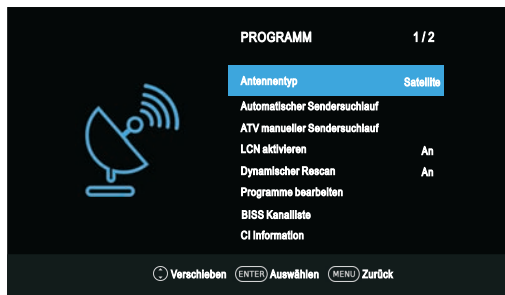 PROGRAMM 1/2
Antennentyp Satellite
Automatischer Sendersuchlauf
ATV manueller Sendersuchlauf
LCN aktivieren An
Dynamischer Rescan An
Programme bearbeiten
BISS Kanalliste
CI Information
Verschieben ENTER Auswählen MENU Zurück